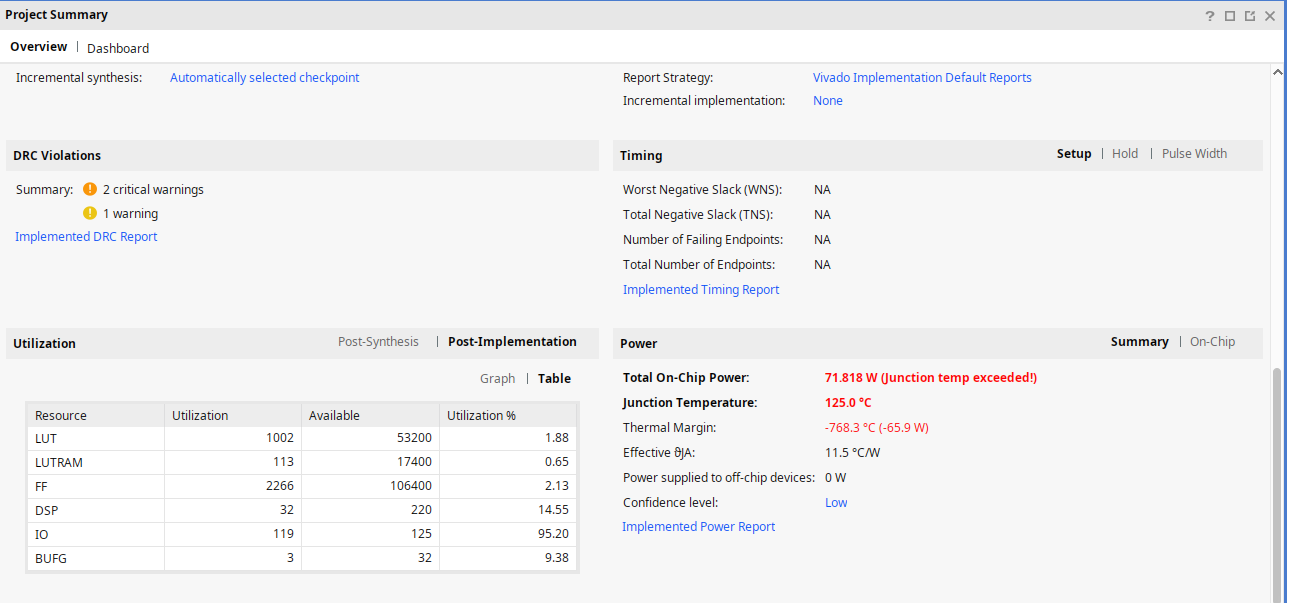 Project Summary
?
Overview | Dashboard
Incremental synthesis: Automatically selected checkpoint
Report Strategy: Vivado Implementation Default Reports
Incremental implementation: None
DRC Violations
Summary: 2 critical warnings
1 warning
Implemented DRC Report
Timing Setup | Hold | Pulse Width
Worst Negative Slack (WNS): NA
Total Negative Slack (TNS): NA
Number of Failing Endpoints: NA
Total Number of Endpoints: NA
Implemented Timing Report
Utilization Post-Synthesis | Post-Implementation
Graph | Table
Resource Utilization Available Utilization %
LUT 1002 53200 1.88
LUTRAM 113 17400 0.65
FF 2266 106400 2.13
DSP 32 220 14.55
IO 119 125 95.20
BUFG 3 32 9.38
Power Summary | On-Chip
Total On-Chip Power: 71.818 W (Junction temp exceeded!)
Junction Temperature: 125.0 °C
Thermal Margin: -768.3 °C (-65.9 W)
Effective ϑJA: 11.5 °C/W
Power supplied to off-chip devices: 0 W
Confidence level: Low
Implemented Power Report